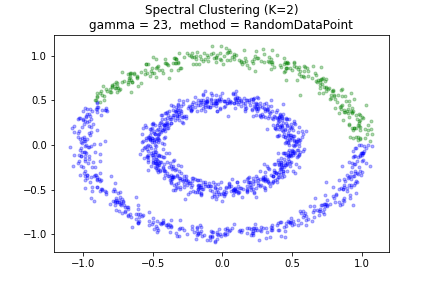 Spectral Clustering (K=2)
gamma = 23,  method = RandomDataPoint
1.0
0.5
0.0
−0.5
−1.0
−1.0 −0.5 0.0 0.5 1.0